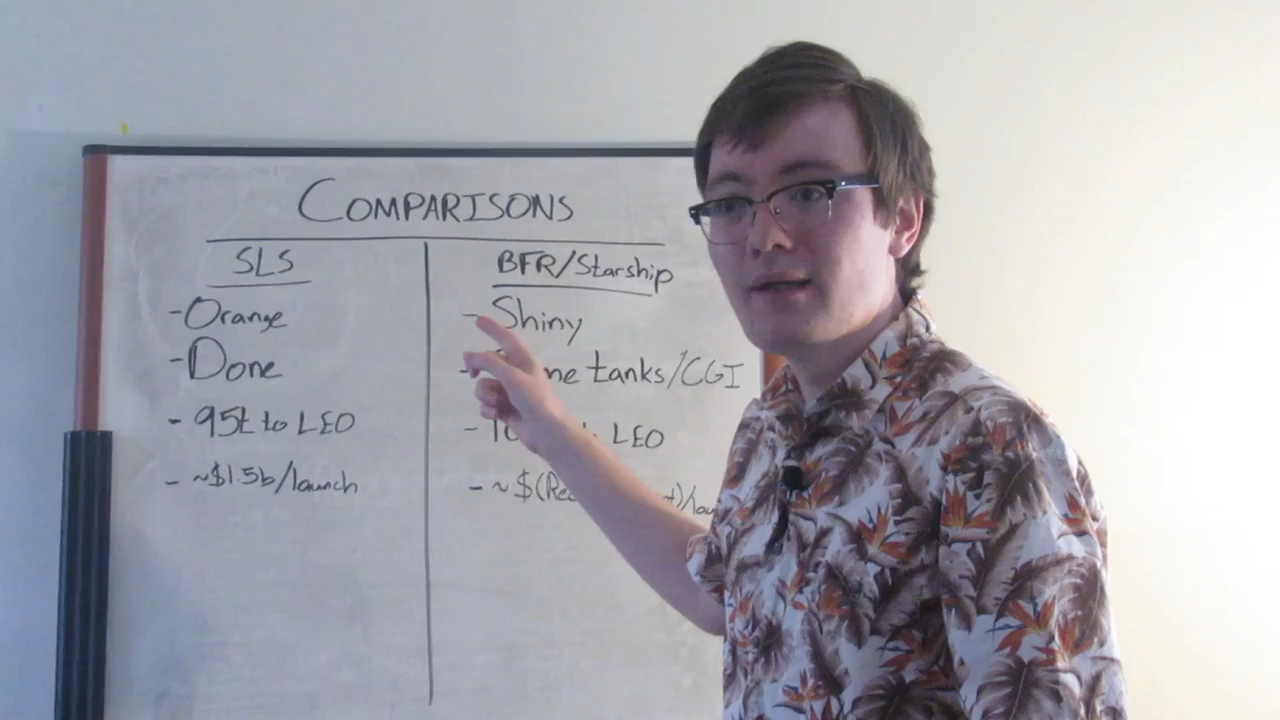 COMPARISONS
SLS
- Orange
- Done
- 95t to LEO
- ~$1.5b/launch
BFR/Starship
- Shiny
- tanks/CGI
- LEO
- ~$(